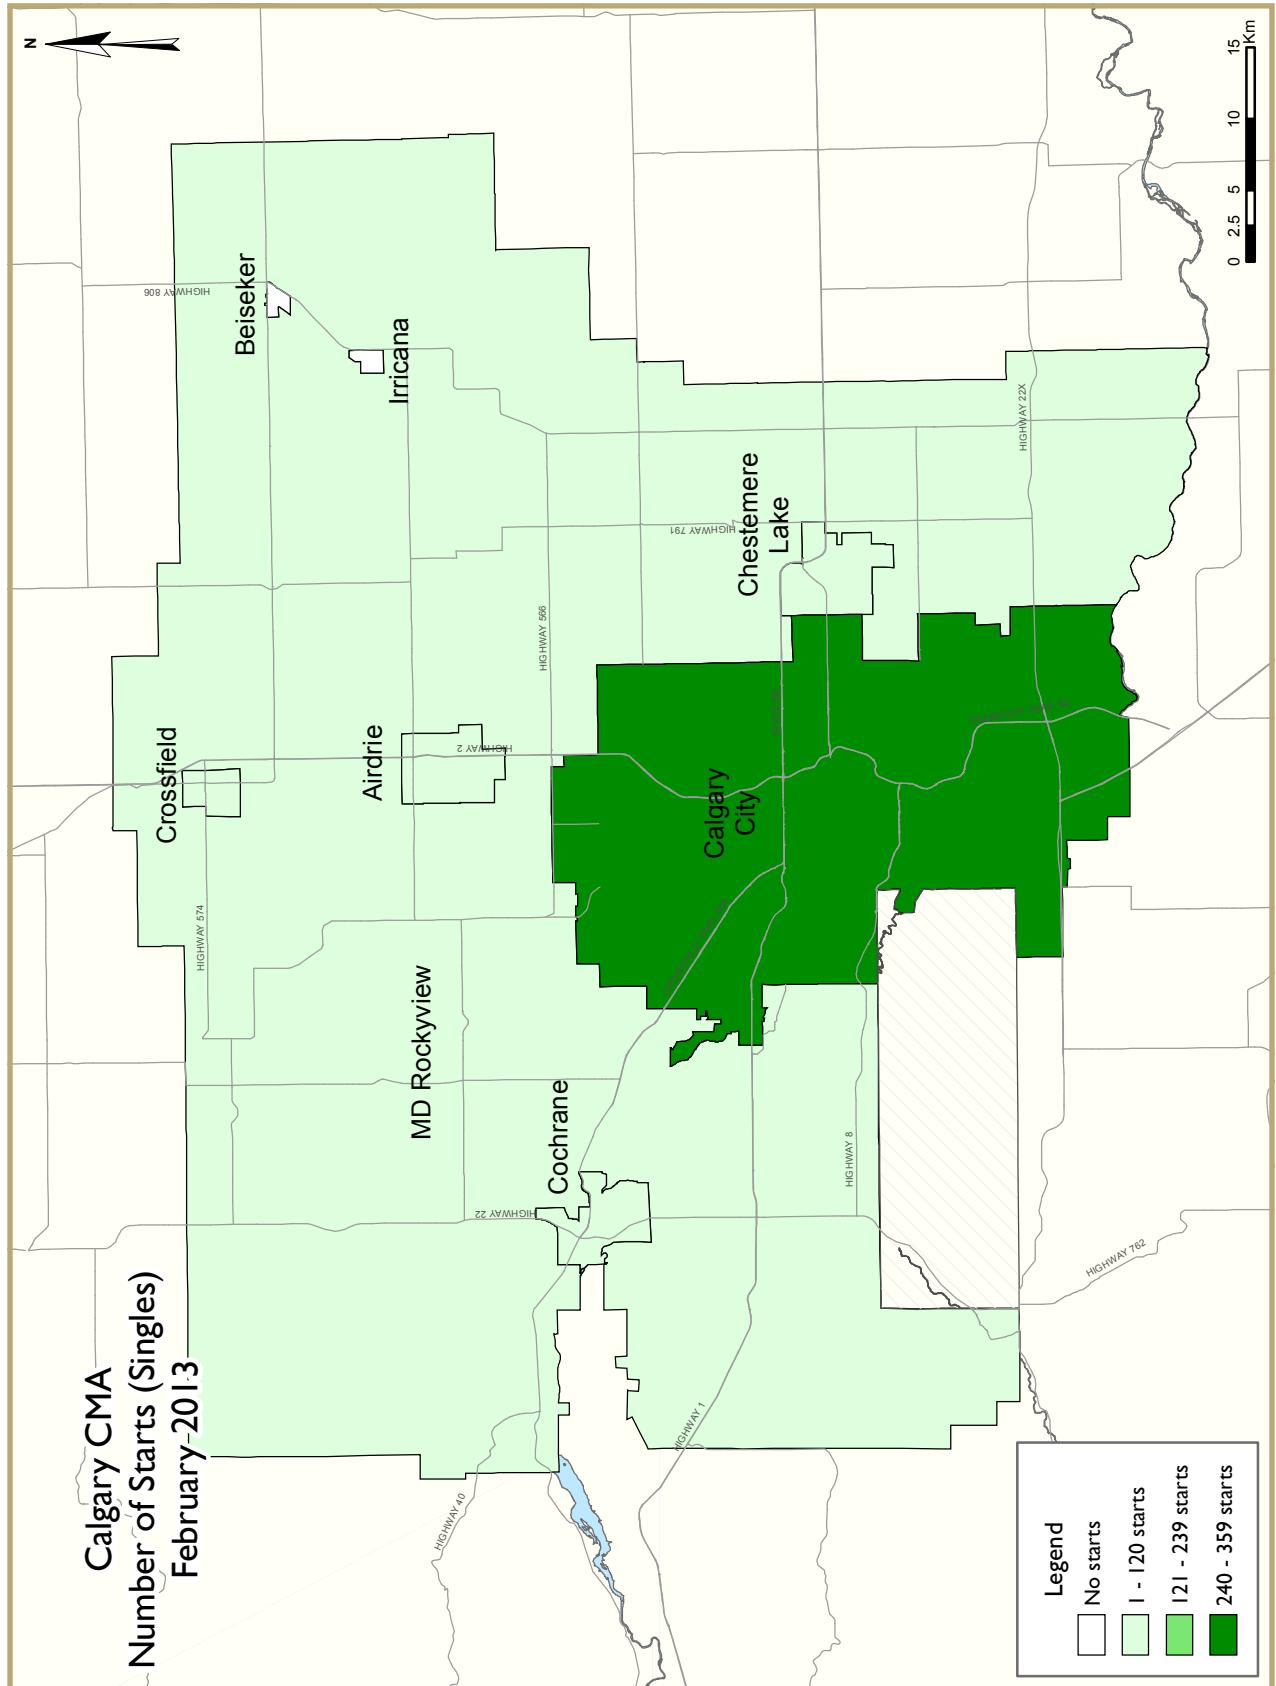 Calgary CMA
Number of Starts (Singles)
February 2013
N
Crossfield
Airdrie
Beiseker
Irricana
MD Rockyview
Cochrane
Calgary
City
Chestemere
Lake
HIGHWAY 806
HIGHWAY 574
HIGHWAY 2
HIGHWAY 566
HIGHWAY 791
HIGHWAY 22X
HIGHWAY 22
HIGHWAY 8
HIGHWAY 40
HIGHWAY 1
HIGHWAY 762
Legend
No starts
1 - 120 starts
121 - 239 starts
240 - 359 starts
0 2.5 5 10 15
Km